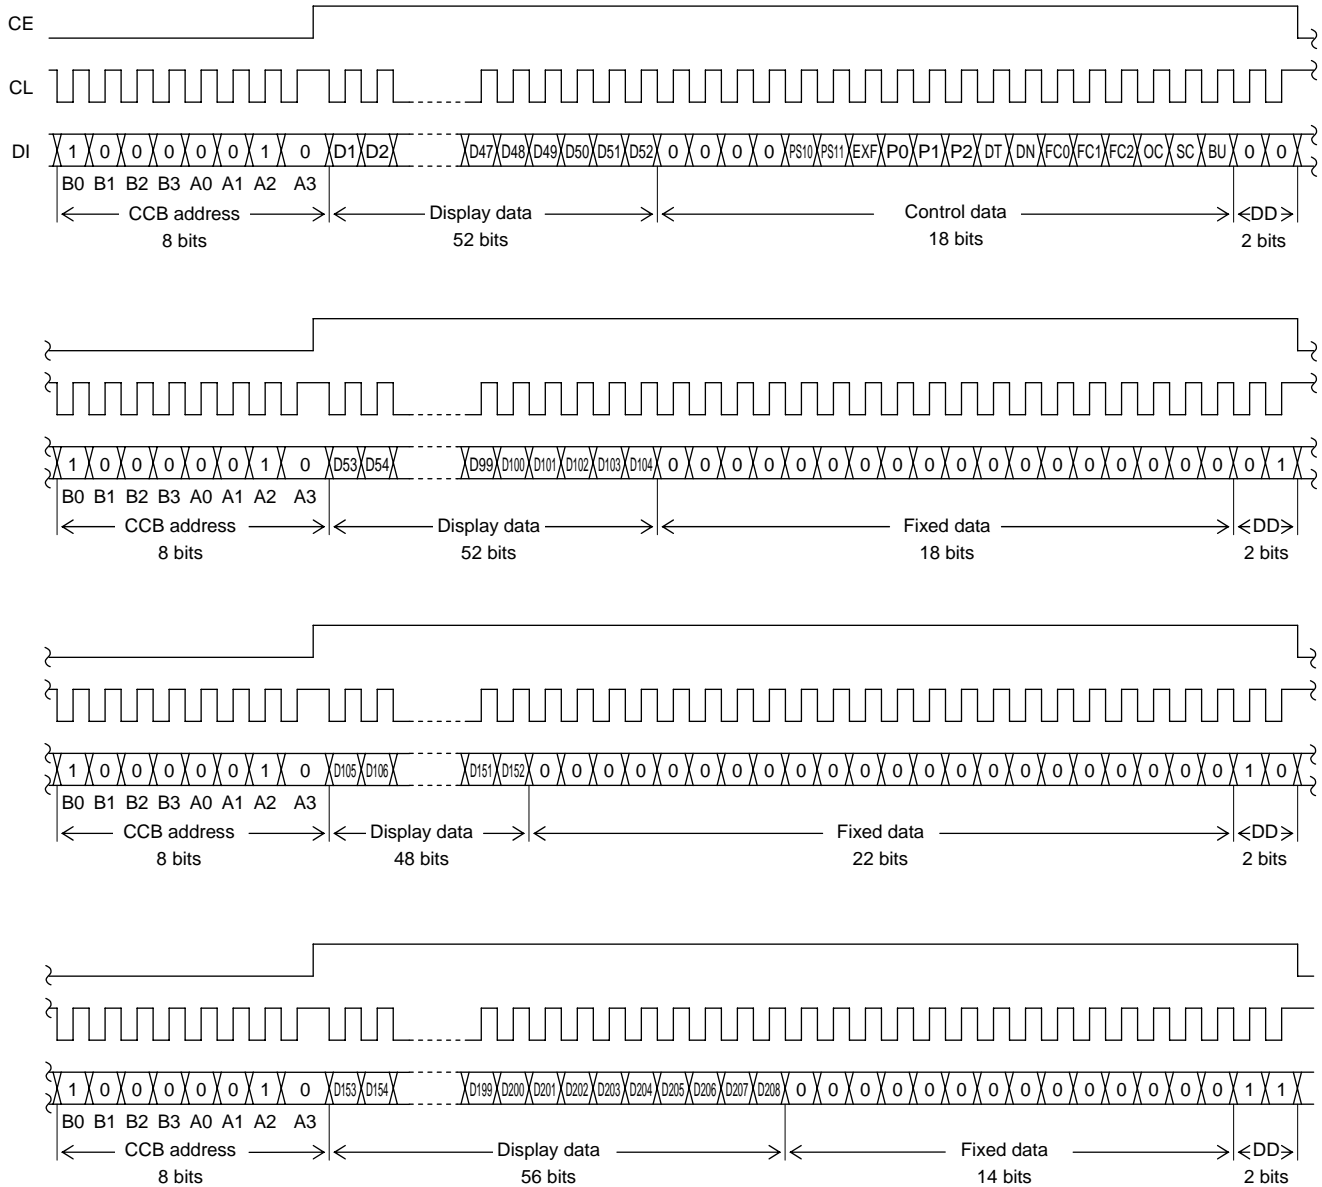 CE
CL
DI 1 0 0 0 0 0 1 0 D1 D2 D47 D48 D49 D50 D51 D52 0 0 0 0 PS10 PS11 EXF P0 P1 P2 DT DN FC0 FC1 FC2 OC SC BU 0 0
B0 B1 B2 B3 A0 A1 A2 A3
CCB address Display data Control data DD
8 bits 52 bits 18 bits 2 bits
1 0 0 0 0 0 1 0 D53 D54 D99 D100 D101 D102 D103 D104 0 0 0 0 0 0 0 0 0 0 0 0 0 0 0 0 0 0 0 1
B0 B1 B2 B3 A0 A1 A2 A3
CCB address Display data Fixed data DD
8 bits 52 bits 18 bits 2 bits
1 0 0 0 0 0 1 0 D105 D106 D151 D152 0 0 0 0 0 0 0 0 0 0 0 0 0 0 0 0 0 0 0 0 0 0 1 0
B0 B1 B2 B3 A0 A1 A2 A3
CCB address Display data Fixed data DD
8 bits 48 bits 22 bits 2 bits
1 0 0 0 0 0 1 0 D153 D154 D199 D200 D201 D202 D203 D204 D205 D206 D207 D208 0 0 0 0 0 0 0 0 0 0 0 0 0 0 1 1
B0 B1 B2 B3 A0 A1 A2 A3
CCB address Display data Fixed data DD
8 bits 56 bits 14 bits 2 bits